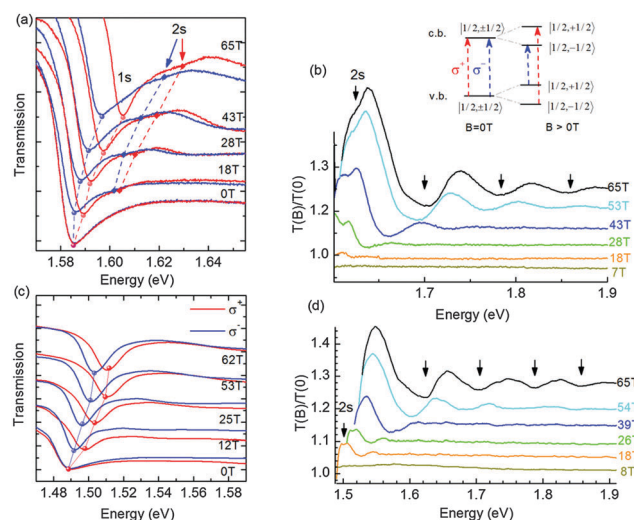 (a)
2s
1s
65T
43T
28T
18T
0T
Transmission
1.58 1.60 1.62 1.64
Energy (eV)
c.b. |1/2,±1/2⟩ |1/2,+1/2⟩
|1/2,-1/2⟩
σ+ σ-
v.b. |1/2,±1/2⟩ |1/2,+1/2⟩
|1/2,-1/2⟩
B=0T B > 0T
(b)
2s
T(B)/T(0)
1.3
1.2
1.0
65T
53T
43T
28T
18T
7T
1.7 1.8 1.9
Energy (eV)
(c)
σ+
σ-
62T
53T
25T
12T
0T
Transmission
1.48 1.50 1.52 1.54 1.56 1.58
Energy (eV)
(d)
2s
T(B)/T(0)
1.4
1.3
1.2
1.1
1.0
65T
54T
39T
26T
18T
8T
1.5 1.6 1.7 1.8 1.9
Energy (eV)